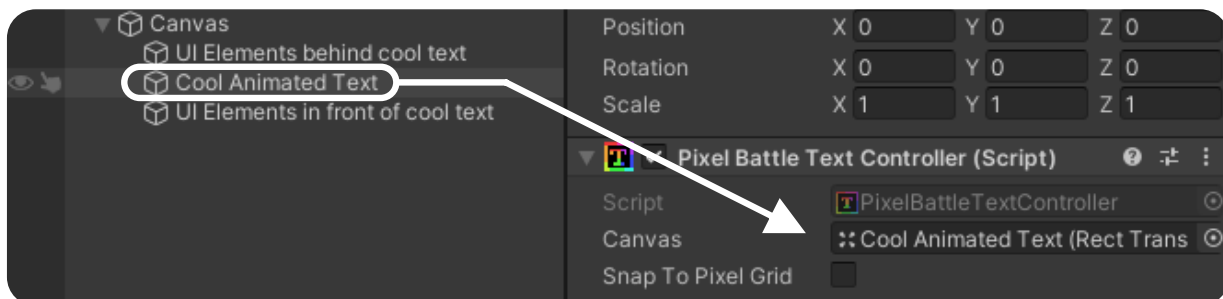 Canvas
UI Elements behind cool text
Cool Animated Text
UI Elements in front of cool text
Position X 0 Y 0 Z 0
Rotation X 0 Y 0 Z 0
Scale X 1 Y 1 Z 1
T Pixel Battle Text Controller (Script)
Script T PixelBattleTextController
Canvas Cool Animated Text (Rect Trans
Snap To Pixel Grid